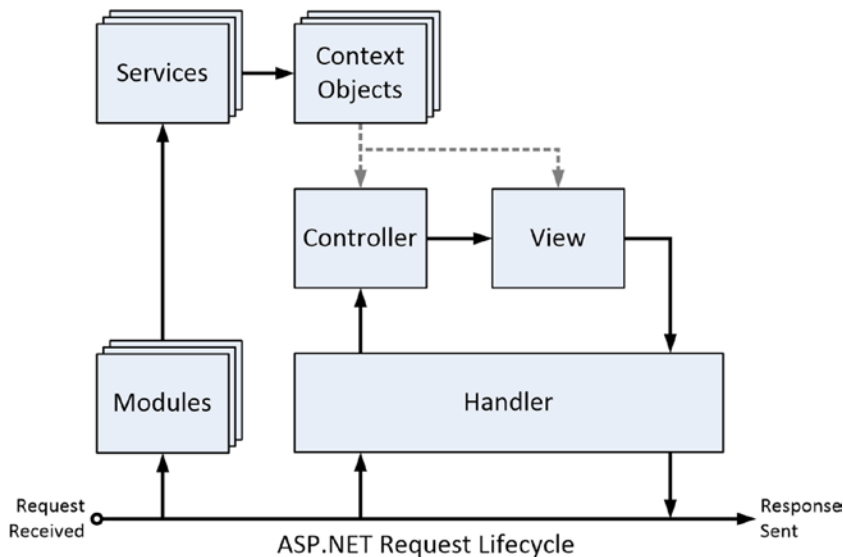 Services
Context
Objects
Controller
View
Modules
Handler
Request
Received
Response
Sent
ASP.NET Request Lifecycle